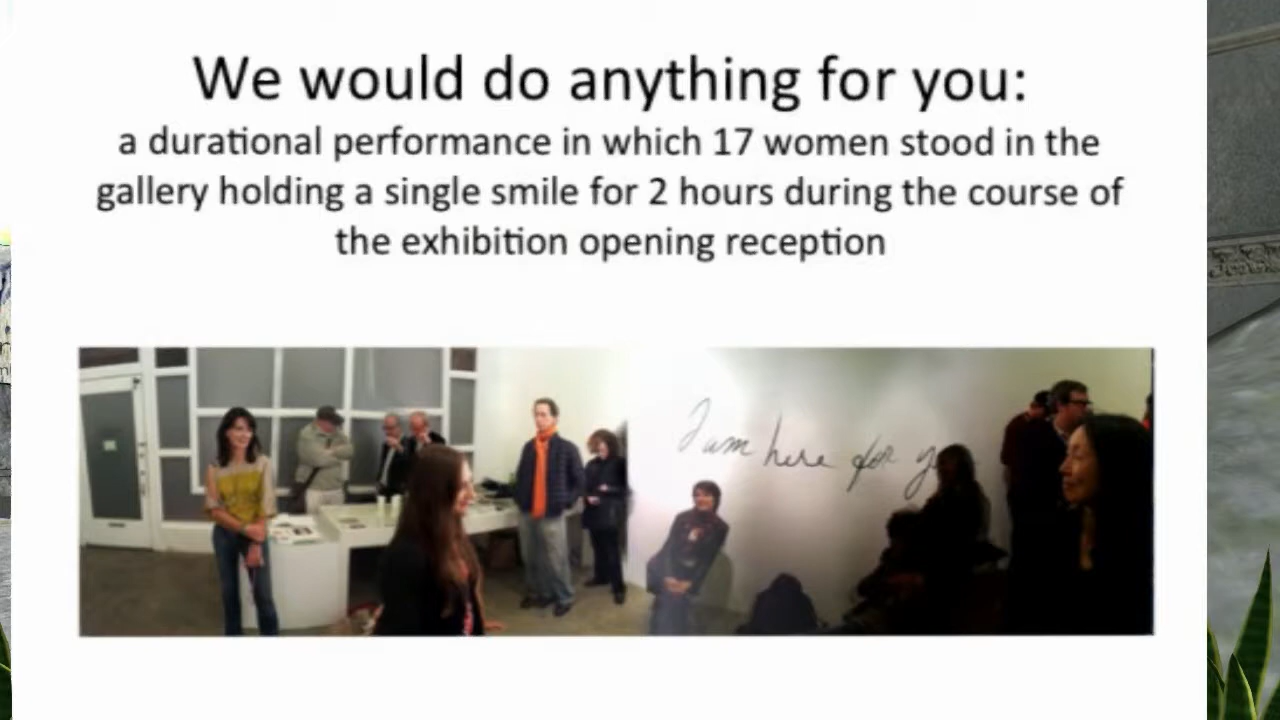 We would do anything for you:
a durational performance in which 17 women stood in the
gallery holding a single smile for 2 hours during the course of
the exhibition opening reception
I am here for